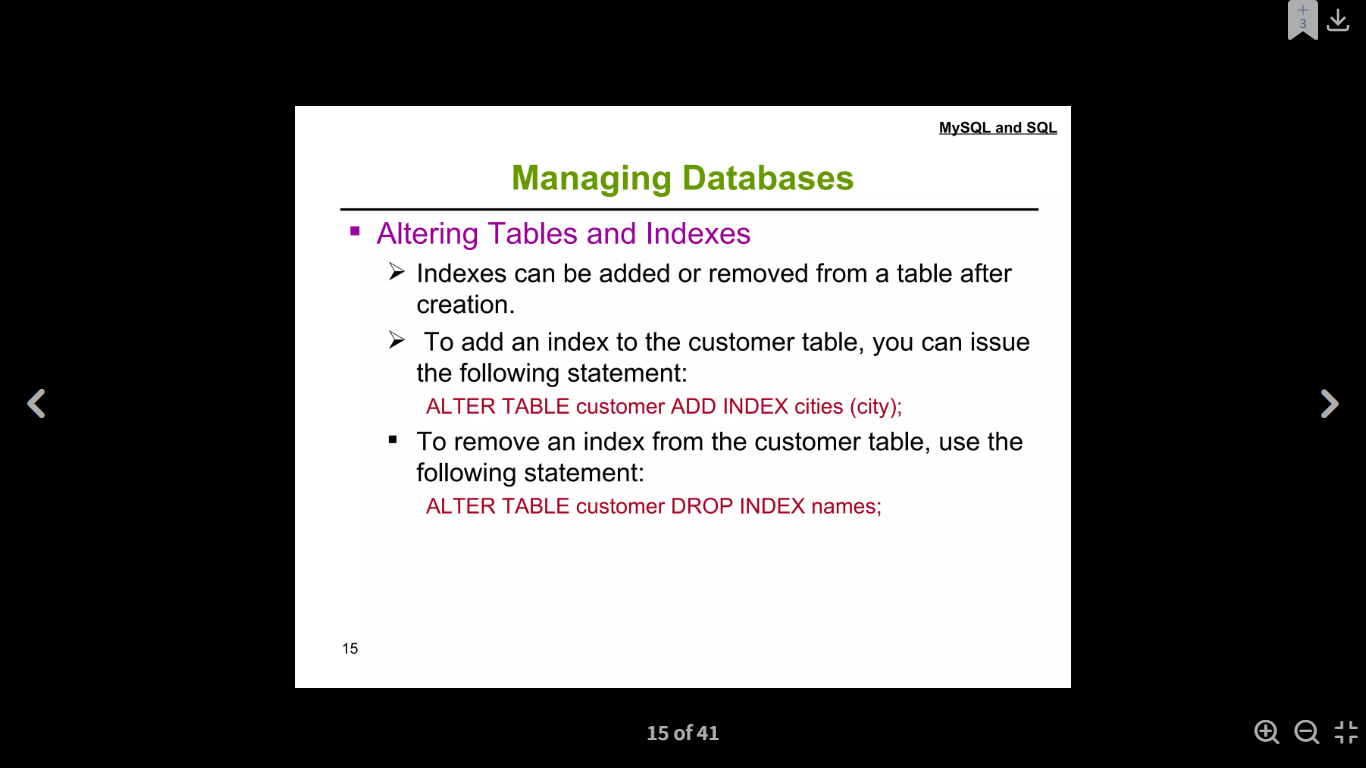 +
3
MySQL and SQL
Managing Databases
Altering Tables and Indexes
Indexes can be added or removed from a table after
creation.
To add an index to the customer table, you can issue
the following statement:
ALTER TABLE customer ADD INDEX cities (city);
To remove an index from the customer table, use the
following statement:
ALTER TABLE customer DROP INDEX names;
15
15 of 41